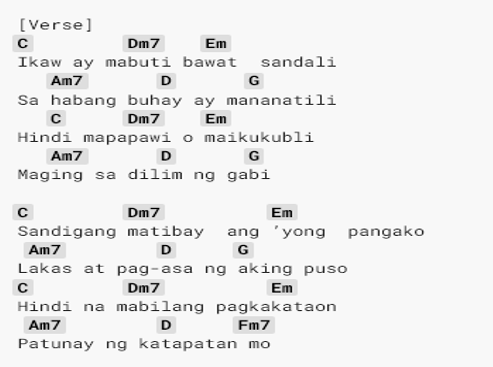 [Verse]
C Dm7 Em
Ikaw ay mabuti bawat sandali
Am7 D G
Sa habang buhay ay mananatili
C Dm7 Em
Hindi mapapawi o maikukubli
Am7 D G
Maging sa dilim ng gabi
C Dm7 Em
Sandigang matibay ang ’yong pangako
Am7 D G
Lakas at pag-asa ng aking puso
C Dm7 Em
Hindi na mabilang pagkakataon
Am7 D Fm7
Patunay ng katapatan mo